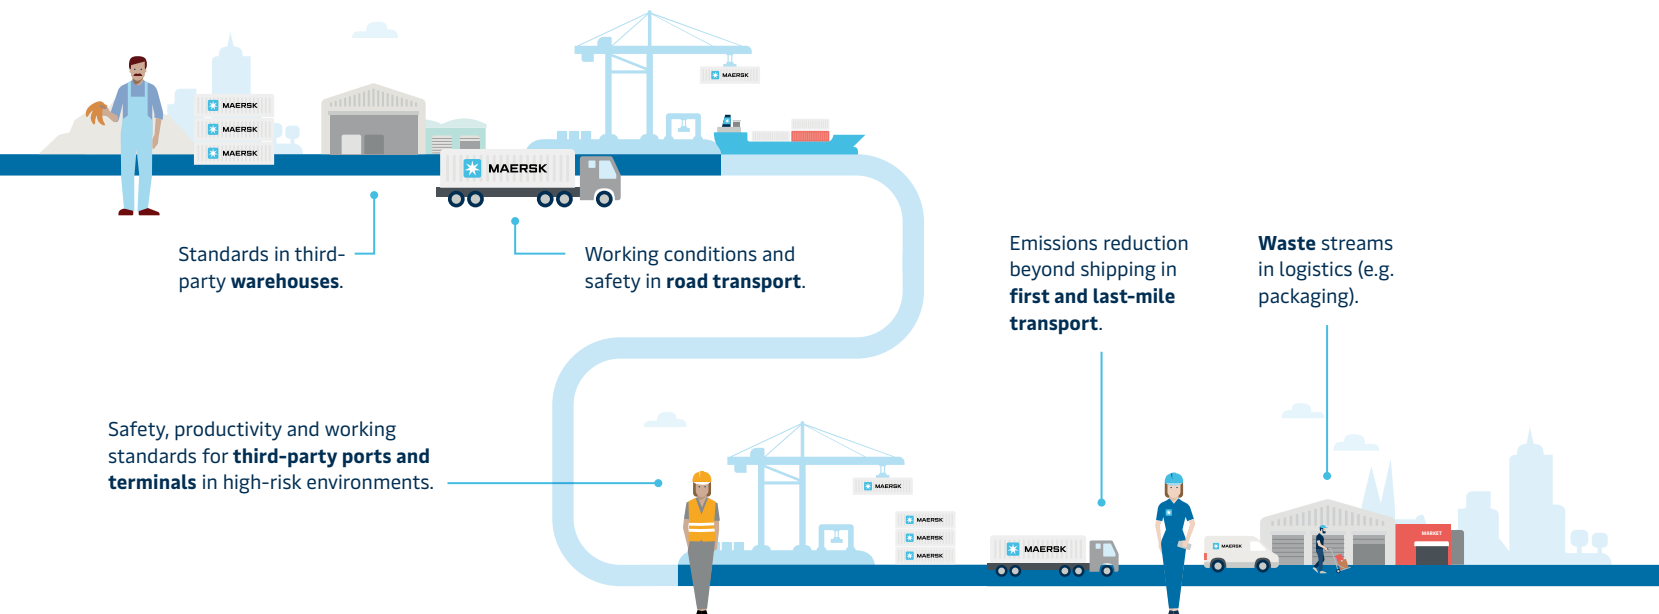 MAERSK
MAERSK
MAERSK
MAERSK
MAERSK
Standards in third-
party warehouses.
Working conditions and
safety in road transport.
Emissions reduction
beyond shipping in
first and last-mile
transport.
Waste streams
in logistics (e.g.
packaging).
Safety, productivity and working
standards for third-party ports and
terminals in high-risk environments.
MAERSK
MAERSK
MAERSK
MAERSK
MAERSK
MAERSK
MARKET